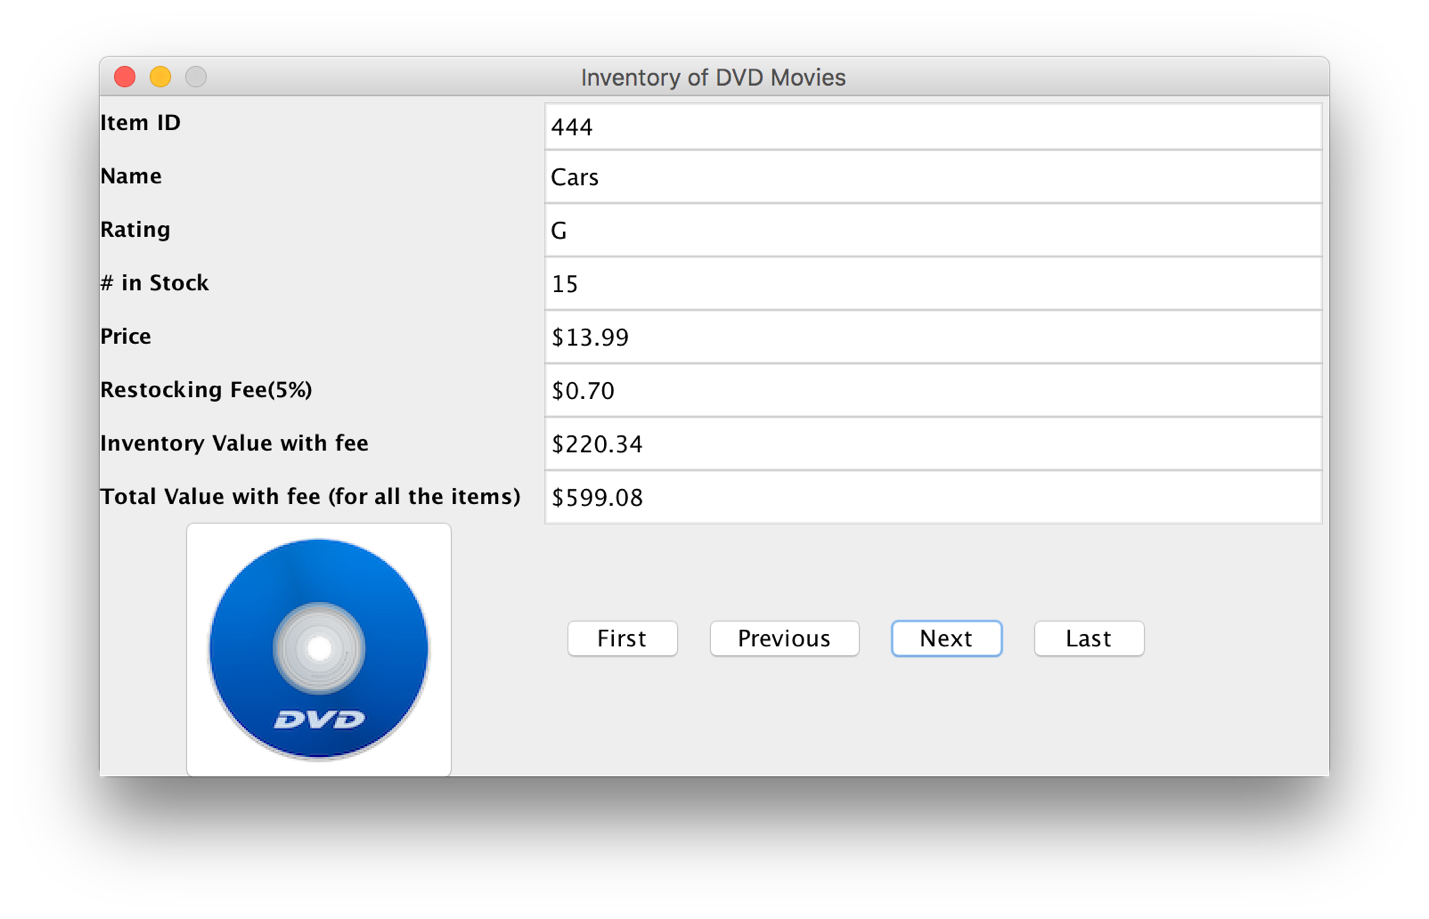 Inventory of DVD Movies
Item ID 444
Name Cars
Rating G
# in Stock 15
Price $13.99
Restocking Fee(5%) $0.70
Inventory Value with fee $220.34
Total Value with fee (for all the items) $599.08
First Previous Next Last
DVD